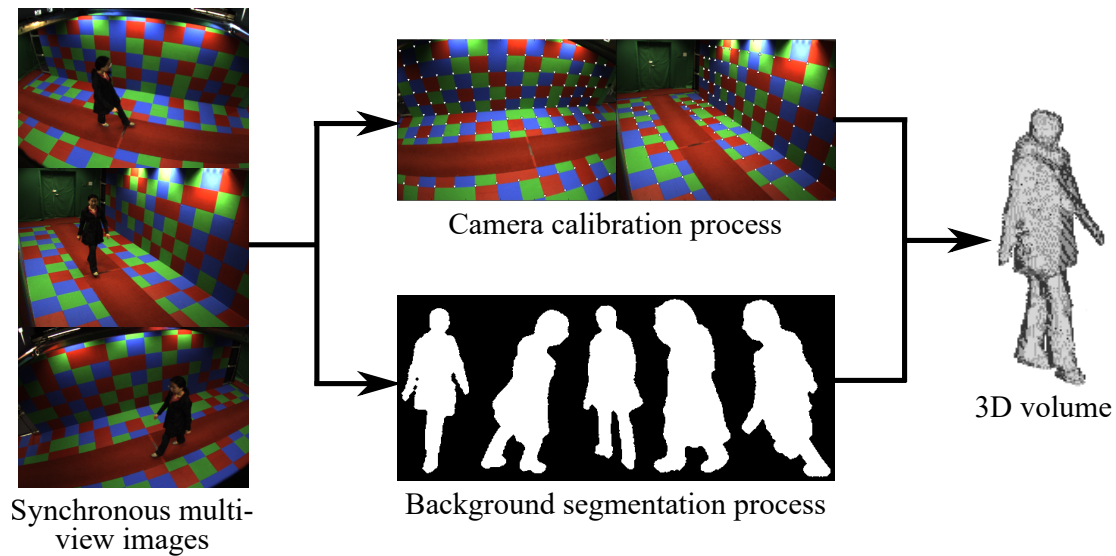 Camera calibration process
Background segmentation process
3D volume
Synchronous multi-
view images